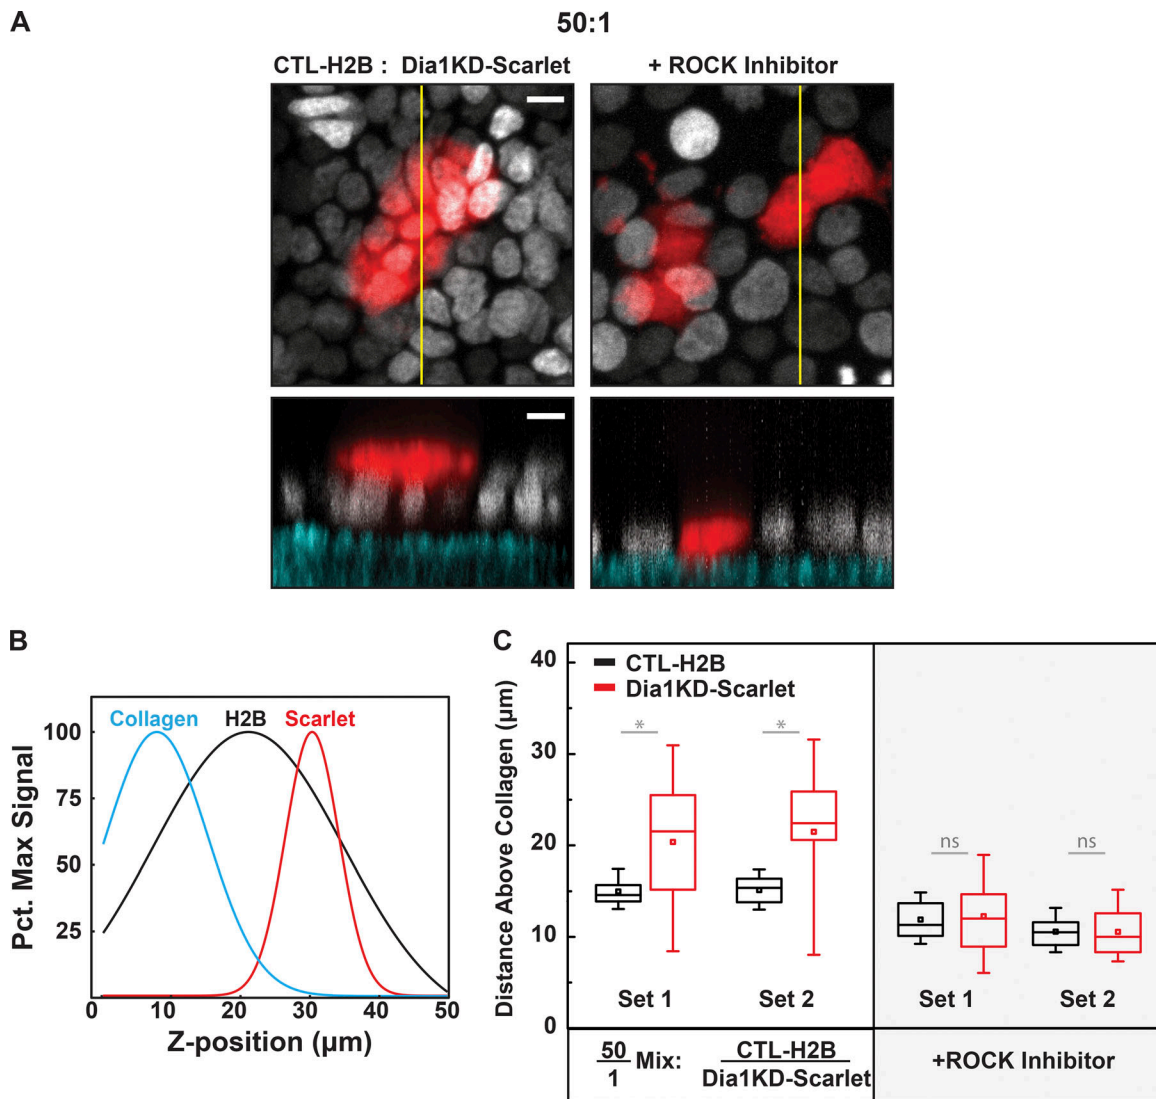 A
50:1
CTL-H2B : Dia1KD-Scarlet
+ ROCK Inhibitor
B
Pct. Max Signal
100
75
50
25
Collagen
H2B
Scarlet
0
10
20
30
40
50
Z-position (µm)
C
Distance Above Collagen (µm)
40
30
20
10
0
CTL-H2B
Dia1KD-Scarlet
*
*
ns
ns
Set 1
Set 2
Set 1
Set 2
50
1
Mix:
CTL-H2B
Dia1KD-Scarlet
+ROCK Inhibitor